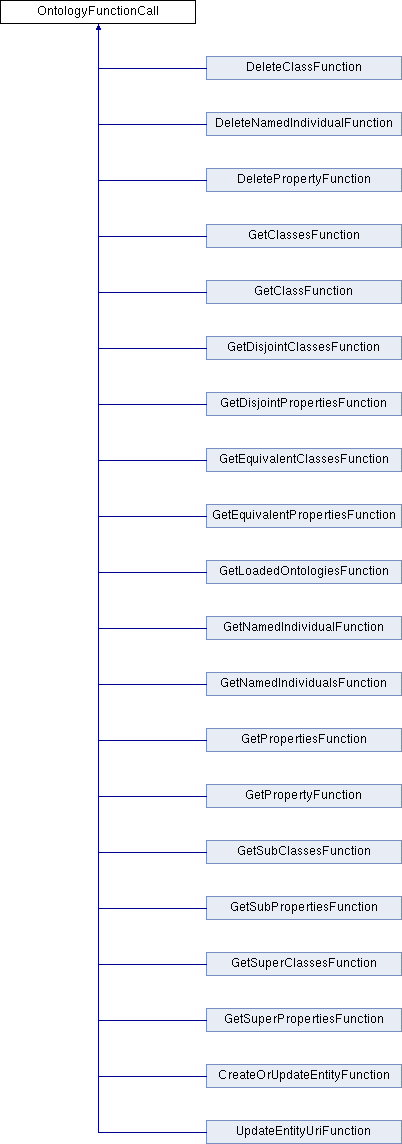 OntologyFunctionCall
DeleteClassFunction
DeleteNamedIndividualFunction
DeletePropertyFunction
GetClassesFunction
GetClassFunction
GetDisjointClassesFunction
GetDisjointPropertiesFunction
GetEquivalentClassesFunction
GetEquivalentPropertiesFunction
GetLoadedOntologiesFunction
GetNamedIndividualFunction
GetNamedIndividualsFunction
GetPropertiesFunction
GetPropertyFunction
GetSubClassesFunction
GetSubPropertiesFunction
GetSuperClassesFunction
GetSuperPropertiesFunction
CreateOrUpdateEntityFunction
UpdateEntityUriFunction